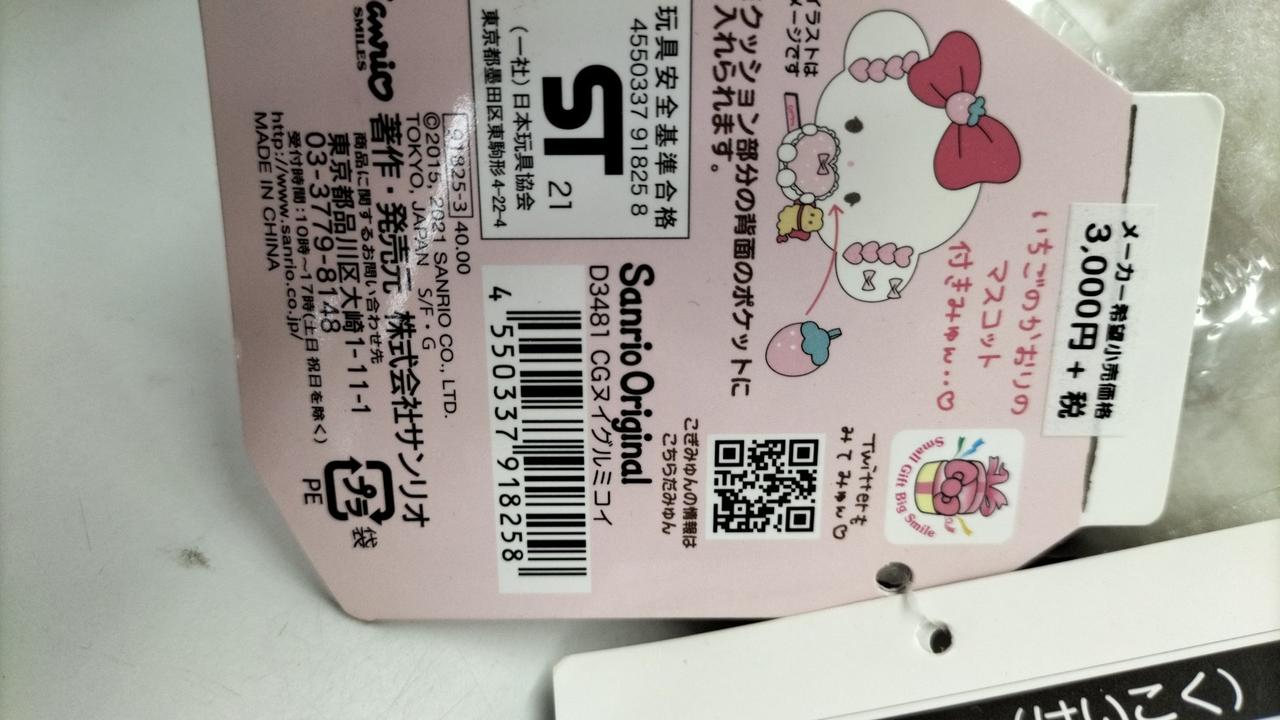 メーカー希望小売価格
3,000円+税
Small Gift Big Smile
いちごのかおりの
マスコット
付きみゅん・・♡
Twitterも
みてみゅん♡
イラストは
メージです
クッション部分の背面のポケットに
入れられます。
こぎみゅんの情報は
こちらだみゅん
玩具安全基準合格
4550337 91825 8
ST 21
(一社)日本玩具協会
東京都墨田区東駒形4-22-4
Sanrio Original
D3481 CGヌイグルミコイ
4 550337 918258
Sanrio
SMILES
91825-3 40.00
©2015, 2021 SANRIO CO., LTD.
TOKYO, JAPAN S/F・G
著作・発売元 株式会社サンリオ
商品に関するお問い合わせ先
東京都品川区大崎1-11-1
03-3779-8148
受付時間:10時~17時(土日祝日を除く)
http://www.sanrio.co.jp/
MADE IN CHINA
プラ
袋
PE